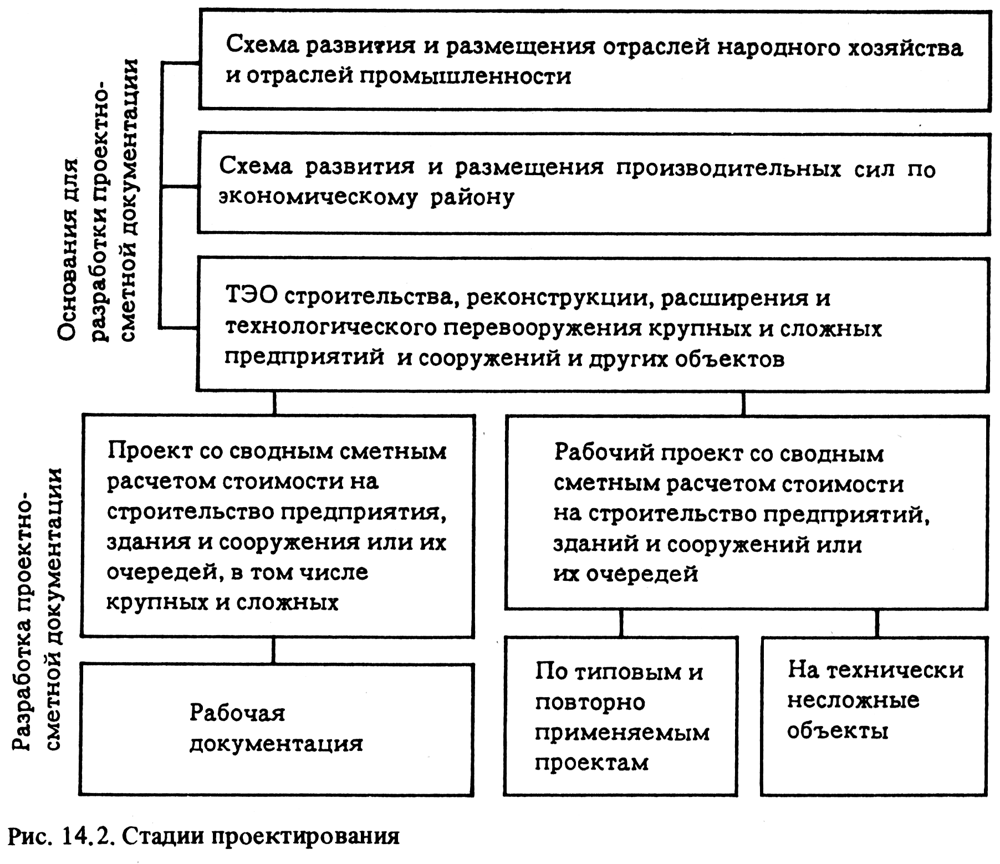 Основания для
разработки проектно-
сметной документации
Схема развития и размещения отраслей народного хозяйства
и отраслей промышленности
Схема развития и размещения производительных сил по
экономическому району
ТЭО строительства, реконструкции, расширения и
технологического перевооружения крупных и сложных
предприятий и сооружений и других объектов
Разработка проектно-
сметной документации
Проект со сводным сметным
расчетом стоимости на
строительство предприятия,
здания и сооружения или их
очередей, в том числе
крупных и сложных
Рабочий проект со сводным
сметным расчетом стоимости
на строительство предприятий,
зданий и сооружений или
их очередей
Рабочая
документация
По типовым и
повторно
применяемым
проектам
На технически
несложные
объекты
Рис. 14.2. Стадии проектирования